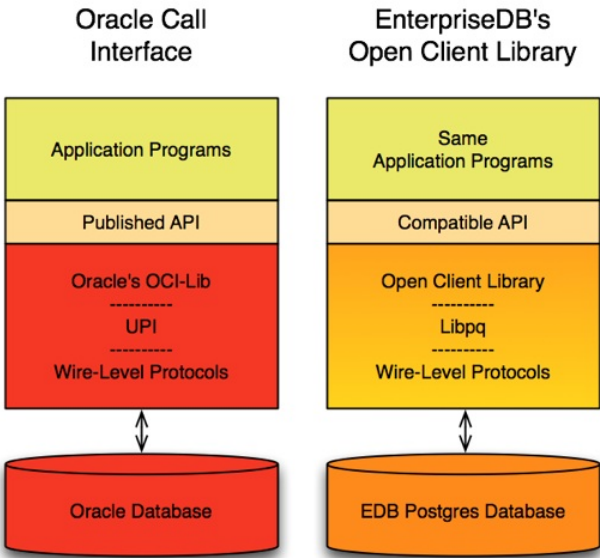 Oracle Call
Interface
Application Programs
Published API
Oracle's OCI-Lib
----------
UPI
----------
Wire-Level Protocols
Oracle Database
EnterpriseDB's
Open Client Library
Same
Application Programs
Compatible API
Open Client Library
----------
Libpq
----------
Wire-Level Protocols
EDB Postgres Database